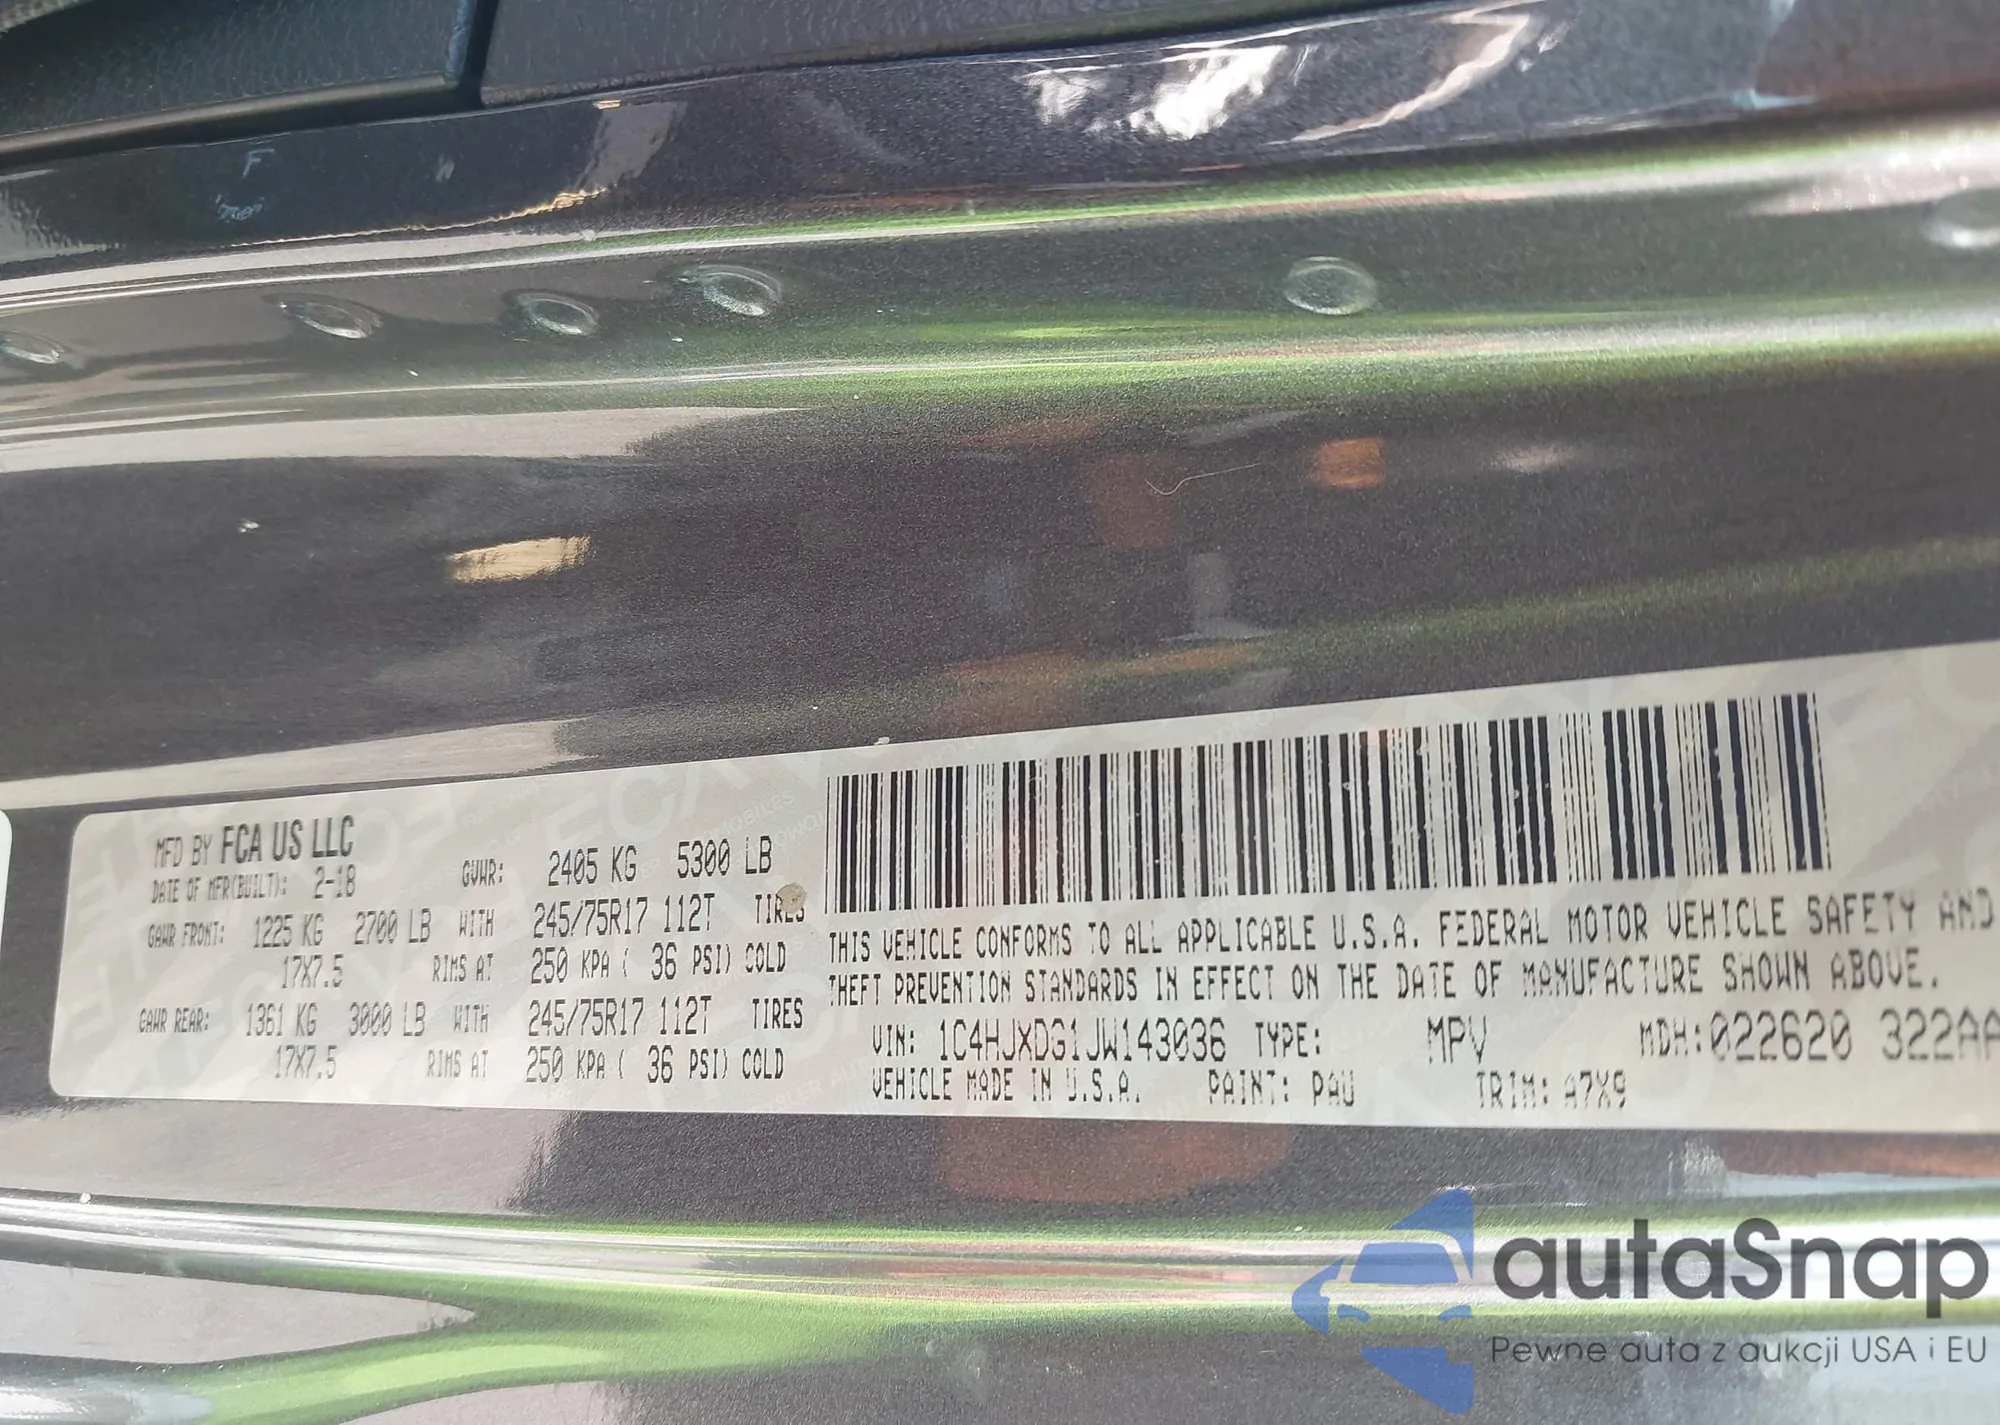 MFD BY FCA US LLC
DATE OF MFR(BUILT): 2-18
GVWR: 2405 KG 5300 LB
GAWR FRONT: 1225 KG 2700 LB WITH 245/75R17 112T TIRES
17X7.5 RIMS AT 250 KPA ( 36 PSI) COLD
GAWR REAR: 1361 KG 3000 LB WITH 245/75R17 112T TIRES
17X7.5 RIMS AT 250 KPA ( 36 PSI) COLD
THIS VEHICLE CONFORMS TO ALL APPLICABLE U.S.A. FEDERAL MOTOR VEHICLE SAFETY AND
THEFT PREVENTION STANDARDS IN EFFECT ON THE DATE OF MANUFACTURE SHOWN ABOVE.
VIN: 1C4HJXDG1JW143036 TYPE: MPV MDH:022620 322AA
VEHICLE MADE IN U.S.A. PAINT: PAU TRIM: A7X9
autaSnap
Pewne auta z aukcji USA i EU